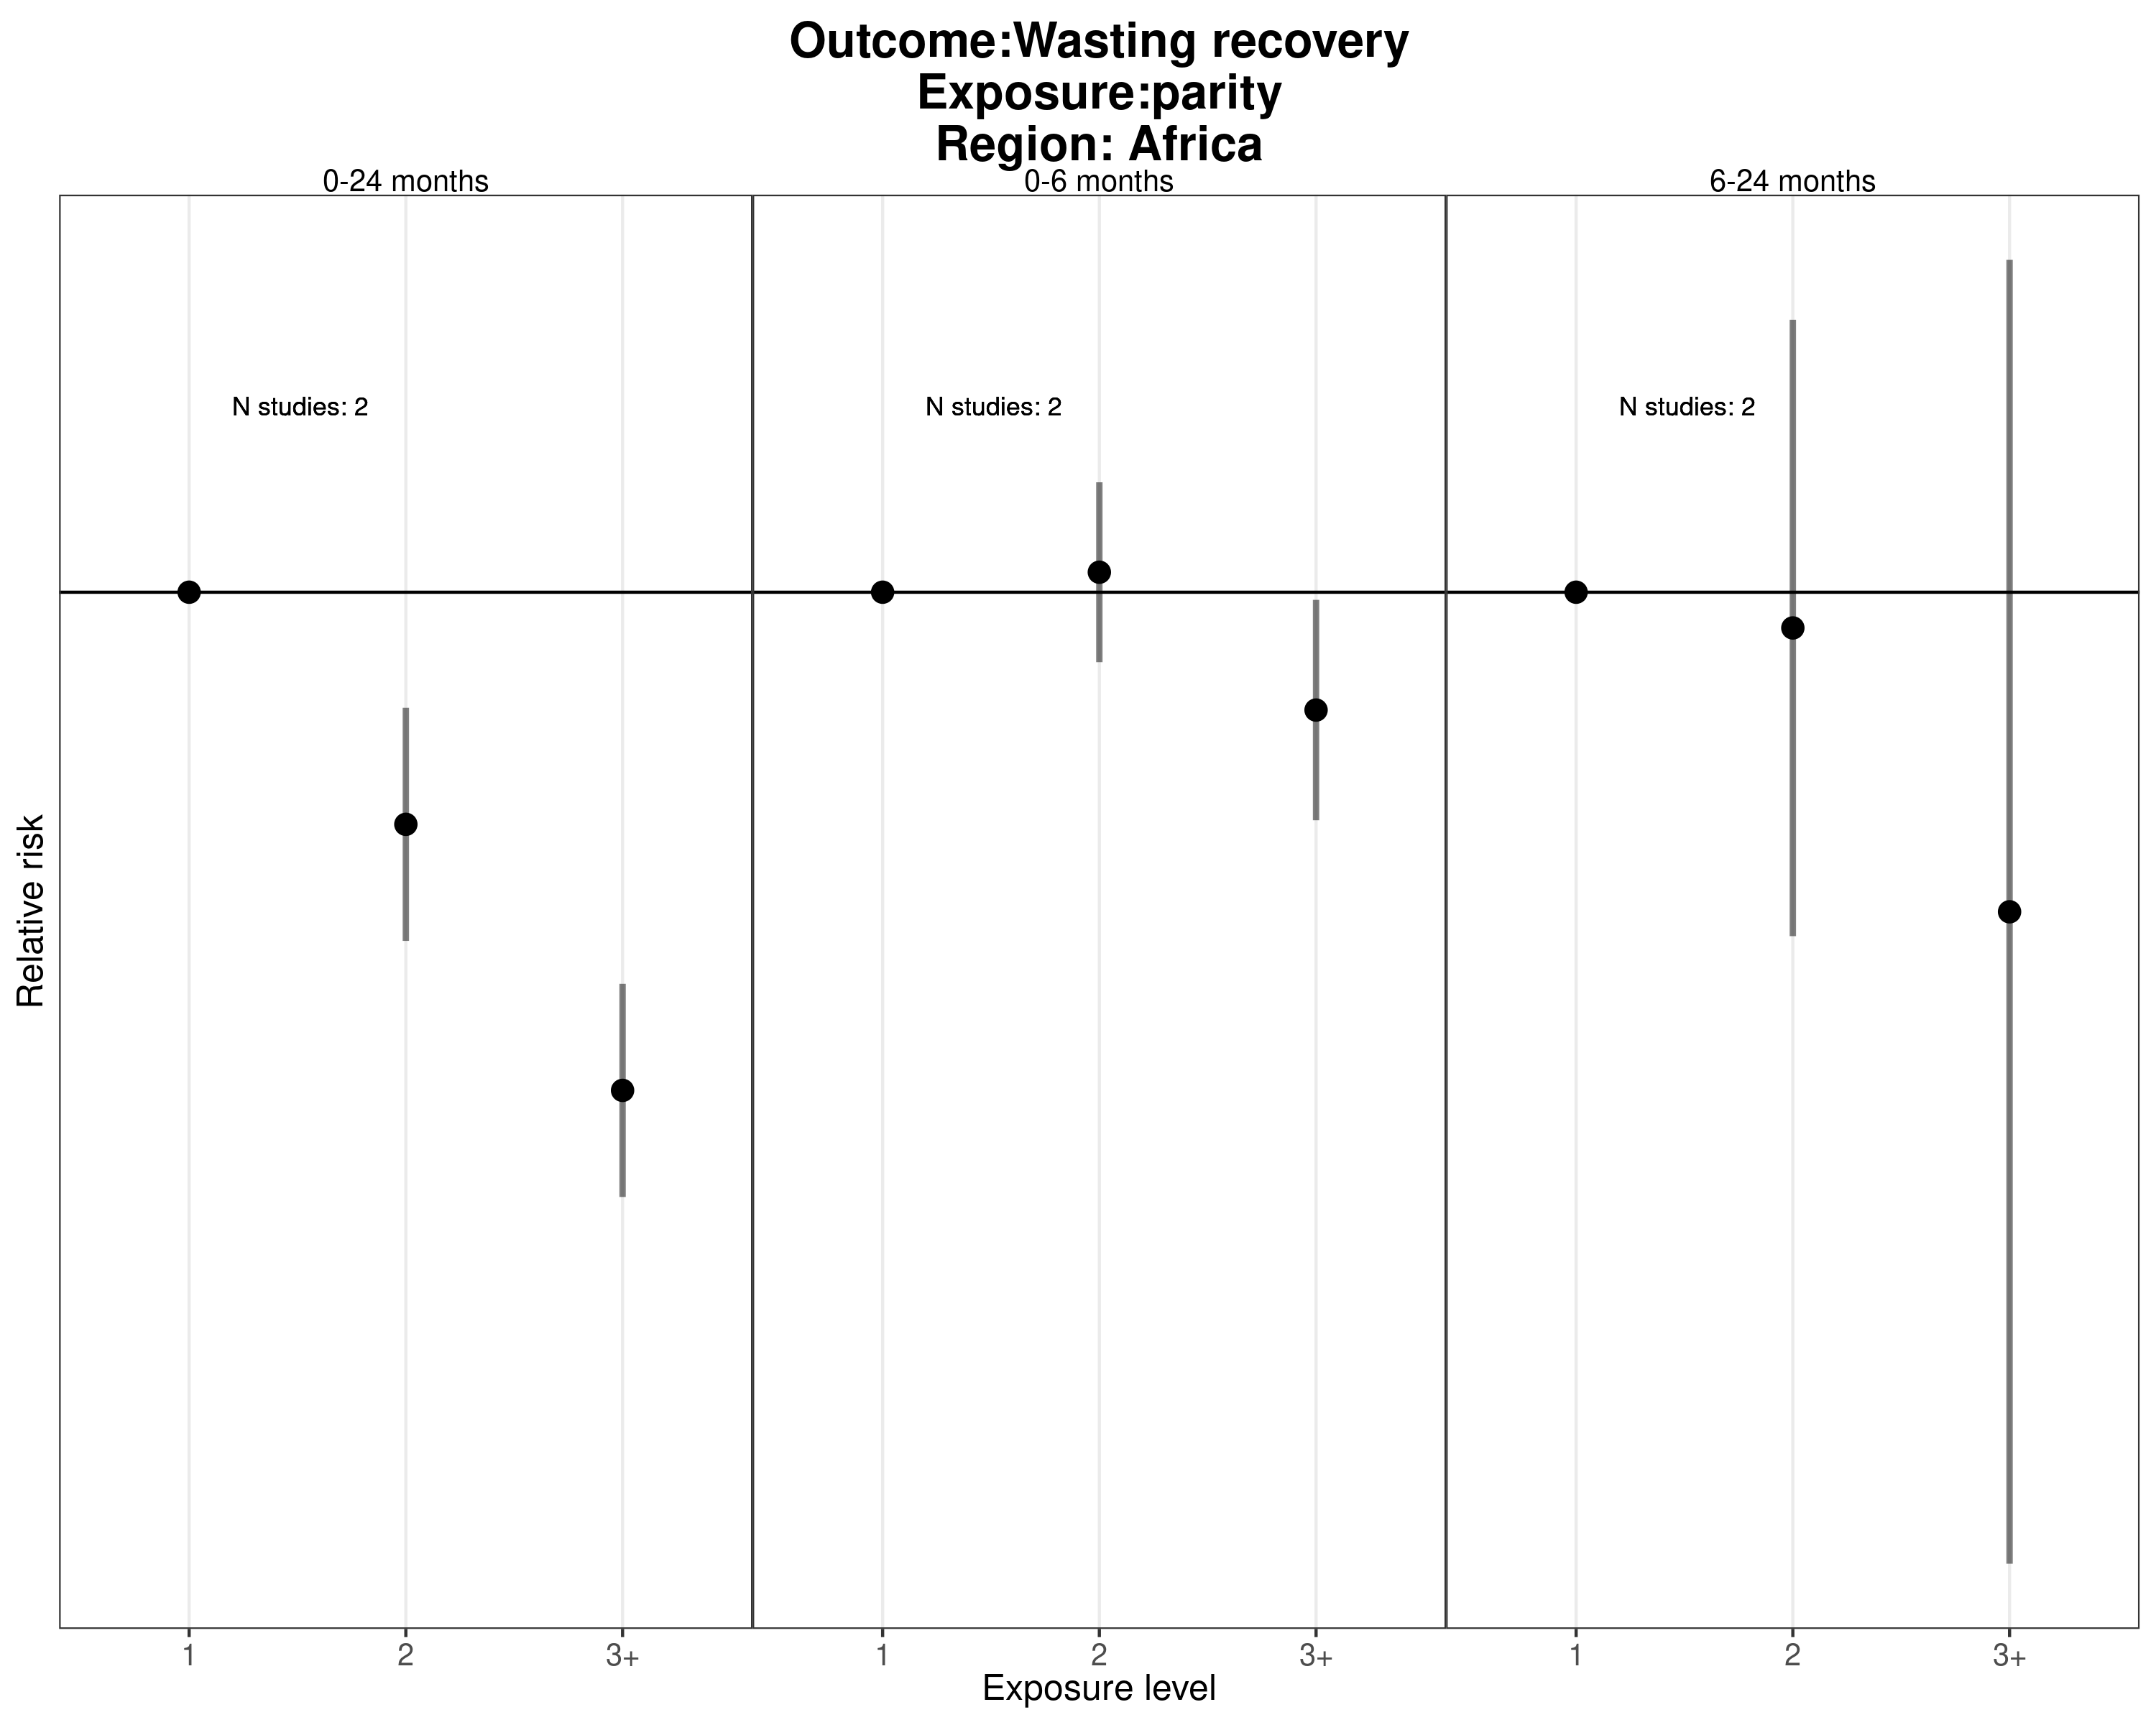 Outcome:Wasting recovery
Exposure:parity
Region: Africa
0-24 months
0-6 months
6-24 months
N studies: 2
N studies: 2
N studies: 2
Relative risk
1
2
3+
1
2
3+
1
2
3+
Exposure level